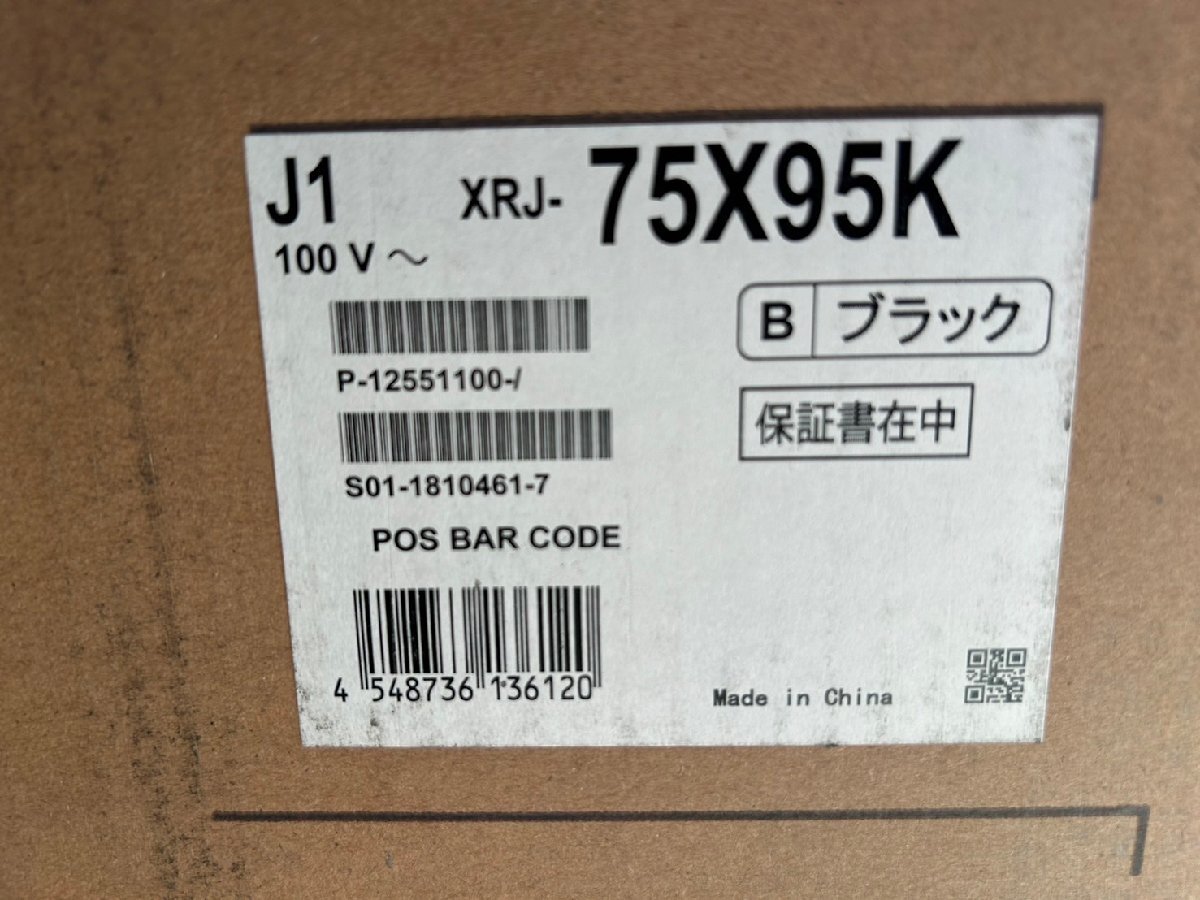 J1 XRJ- 75X95K
100 V ～
B ブラック
P-12551100-/
保証書在中
S01-1810461-7
POS BAR CODE
4 548736 136120
Made in China